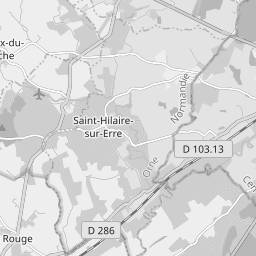 x-du-
che
Saint-Hilaire-
sur-Erre
Normandie
Orne
D 103.13
Ce
D 286
Rouge